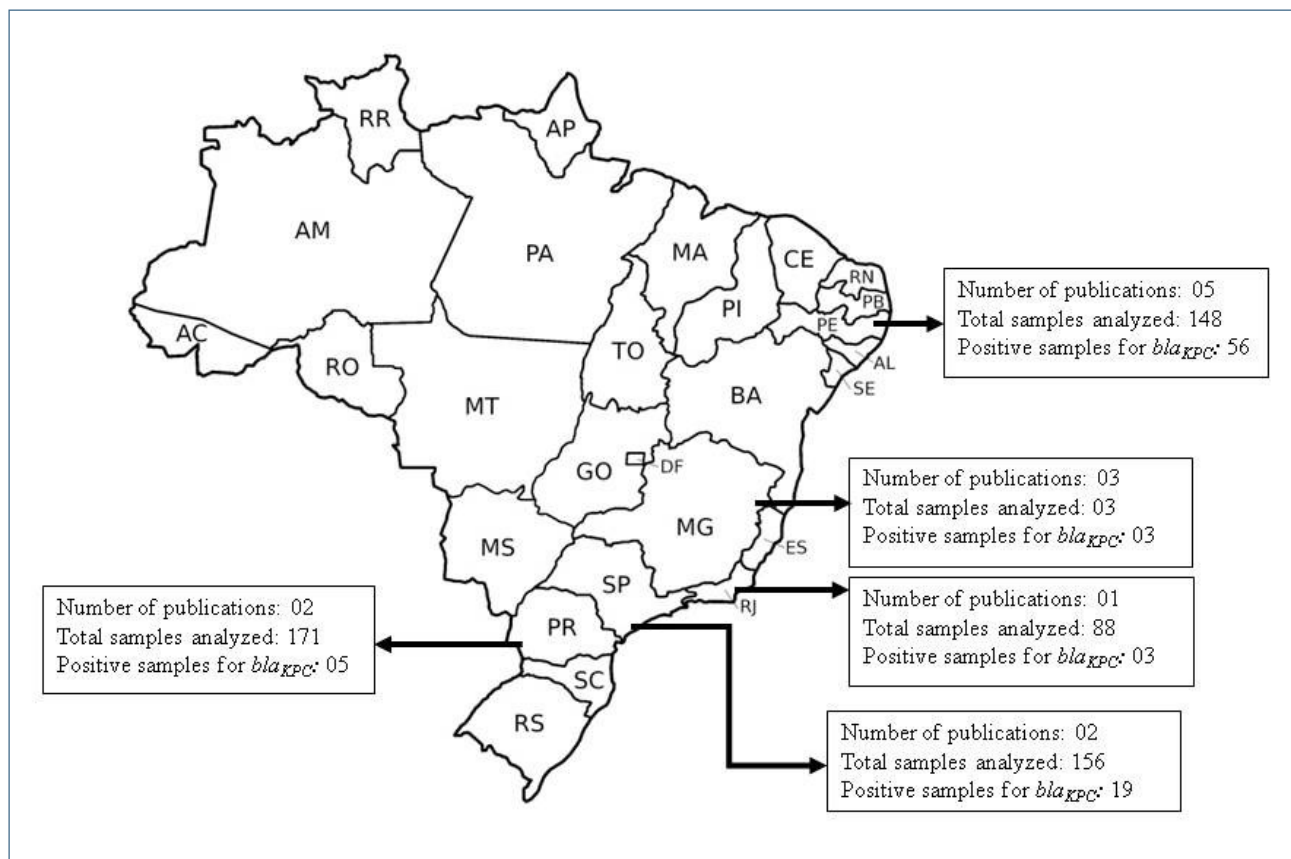 RR
AP
AM
PA
MA
CE
RN
PB
PI
PE
AC
TO
AL
RO
SE
BA
MT
DF
GO
MG
ES
MS
SP
RJ
PR
SC
RS
Number of publications: 05
Total samples analyzed: 148
Positive samples for blaKPC: 56
Number of publications: 03
Total samples analyzed: 03
Positive samples for blaKPC: 03
Number of publications: 01
Total samples analyzed: 88
Positive samples for blaKPC: 03
Number of publications: 02
Total samples analyzed: 171
Positive samples for blaKPC: 05
Number of publications: 02
Total samples analyzed: 156
Positive samples for blaKPC: 19